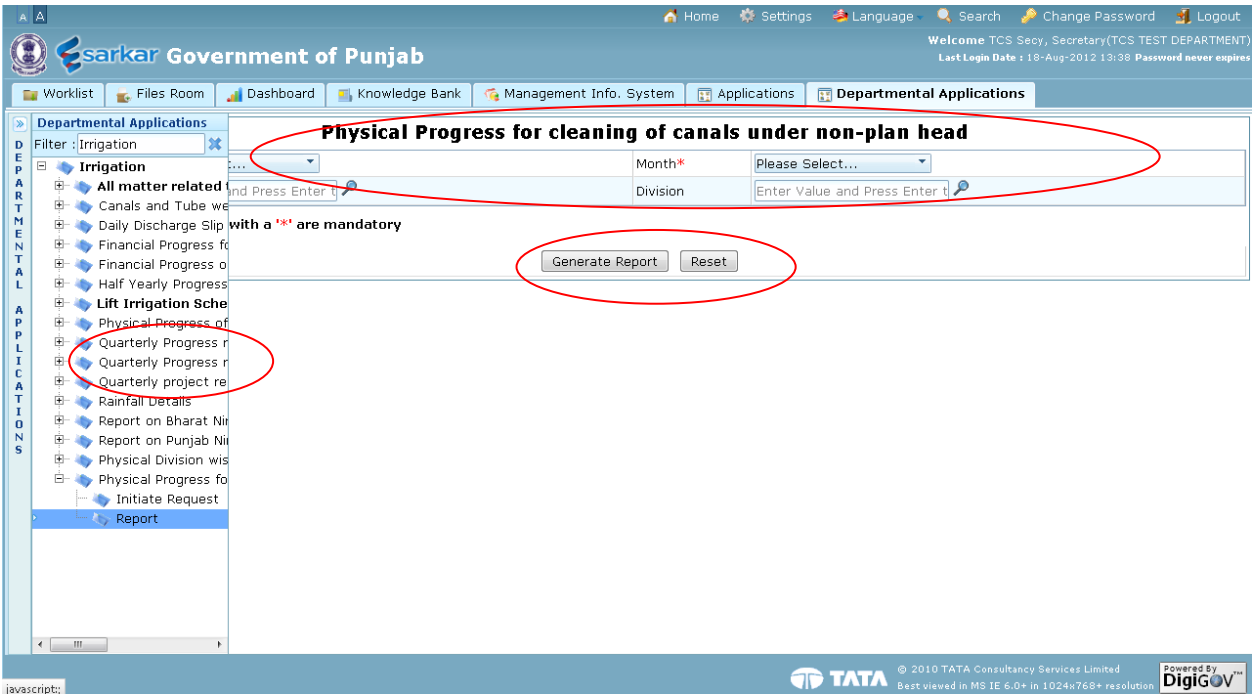 A A Home Settings Language Search Change Password Logout
esarkar Government of Punjab
Welcome TCS Secy, Secretary(TCS TEST DEPARTMENT)
Last Login Date : 18-Aug-2012 13:38 Password never expires
Worklist Files Room Dashboard Knowledge Bank Management Info. System Applications Departmental Applications
DEPARTMENTAL APPLICATIONS
Departmental Applications
Filter : Irrigation
Irrigation
All matter related
Canals and Tube we
Daily Discharge Slip
Financial Progress fo
Financial Progress o
Half Yearly Progress
Lift Irrigation Sche
Physical Progress of
Quarterly Progress r
Quarterly Progress r
Quarterly project re
Rainfall Details
Report on Bharat Nir
Report on Punjab Nir
Physical Division wis
Physical Progress fo
Initiate Request
Report
Physical Progress for cleaning of canals under non-plan head
... Month* Please Select...
nd Press Enter t Division Enter Value and Press Enter t
with a '*' are mandatory
Generate Report Reset
TATA
© 2010 TATA Consultancy Services Limited
Best viewed in MS IE 6.0+ in 1024x768+ resolution
Powered By
DigiGOV™
javascript:;